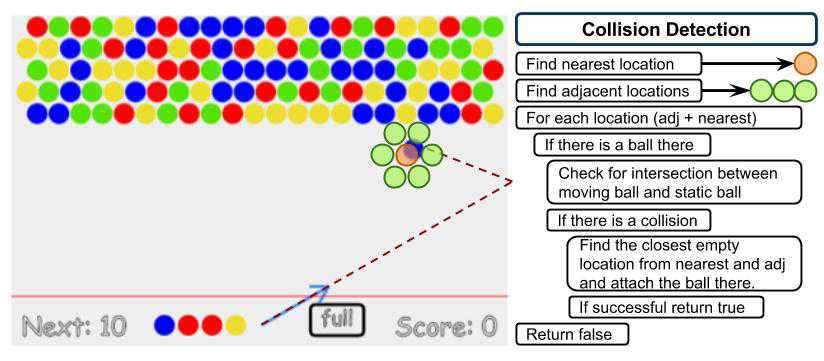 Collision Detection
Find nearest location
Find adjacent locations
For each location (adj + nearest)
If there is a ball there
Check for intersection between
moving ball and static ball
If there is a collision
Find the closest empty
location from nearest and adj
and attach the ball there.
If successful return true
Return false
Next: 10
full
Score: 0